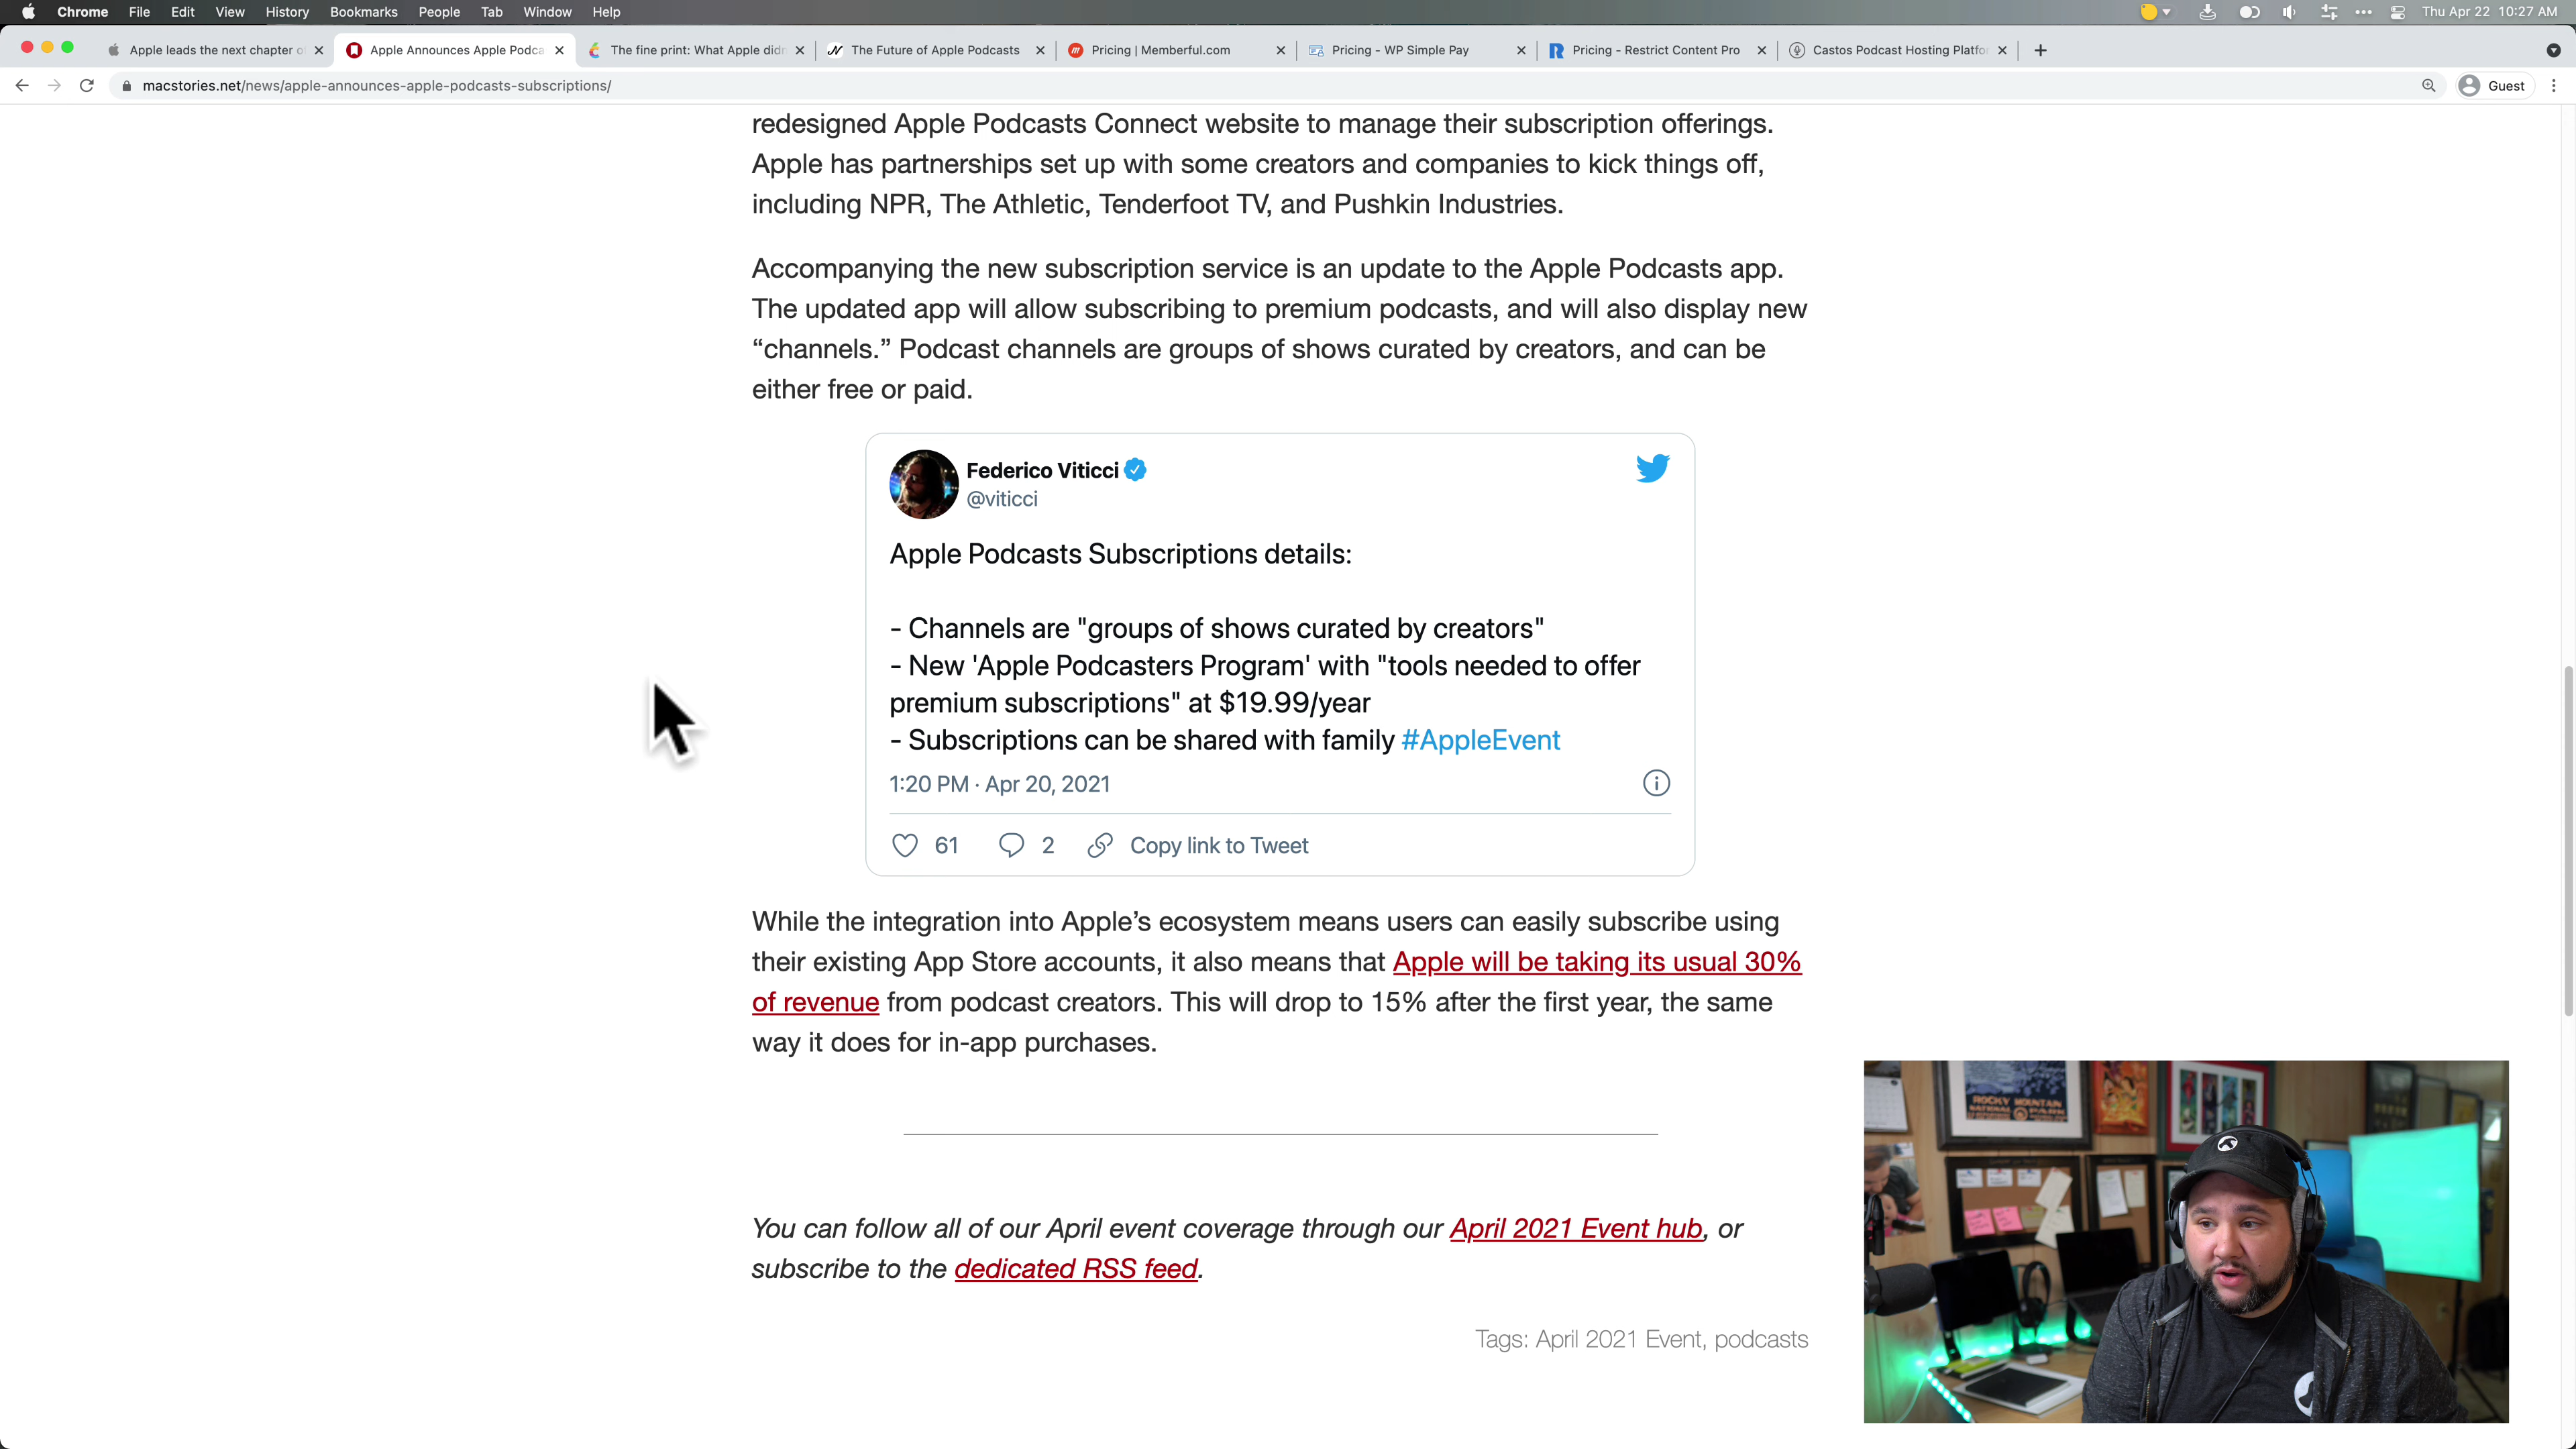 Chrome File Edit View History Bookmarks People Tab Window Help Thu Apr 22 10:27 AM
Apple leads the next chapter o Apple Announces Apple Podca The fine print: What Apple didn The Future of Apple Podcasts Pricing | Memberful.com Pricing - WP Simple Pay Pricing - Restrict Content Pro Castos Podcast Hosting Platfor
macstories.net/news/apple-announces-apple-podcasts-subscriptions/ Guest
redesigned Apple Podcasts Connect website to manage their subscription offerings.
Apple has partnerships set up with some creators and companies to kick things off,
including NPR, The Athletic, Tenderfoot TV, and Pushkin Industries.
Accompanying the new subscription service is an update to the Apple Podcasts app.
The updated app will allow subscribing to premium podcasts, and will also display new
“channels.” Podcast channels are groups of shows curated by creators, and can be
either free or paid.
Federico Viticci
@viticci
Apple Podcasts Subscriptions details:
- Channels are "groups of shows curated by creators"
- New 'Apple Podcasters Program' with "tools needed to offer
premium subscriptions" at $19.99/year
- Subscriptions can be shared with family #AppleEvent
1:20 PM · Apr 20, 2021
61 2 Copy link to Tweet
While the integration into Apple’s ecosystem means users can easily subscribe using
their existing App Store accounts, it also means that Apple will be taking its usual 30%
of revenue from podcast creators. This will drop to 15% after the first year, the same
way it does for in-app purchases.
ROCKY MOUNTAIN
NATIONAL PARK
You can follow all of our April event coverage through our April 2021 Event hub, or
subscribe to the dedicated RSS feed.
Tags: April 2021 Event, podcasts